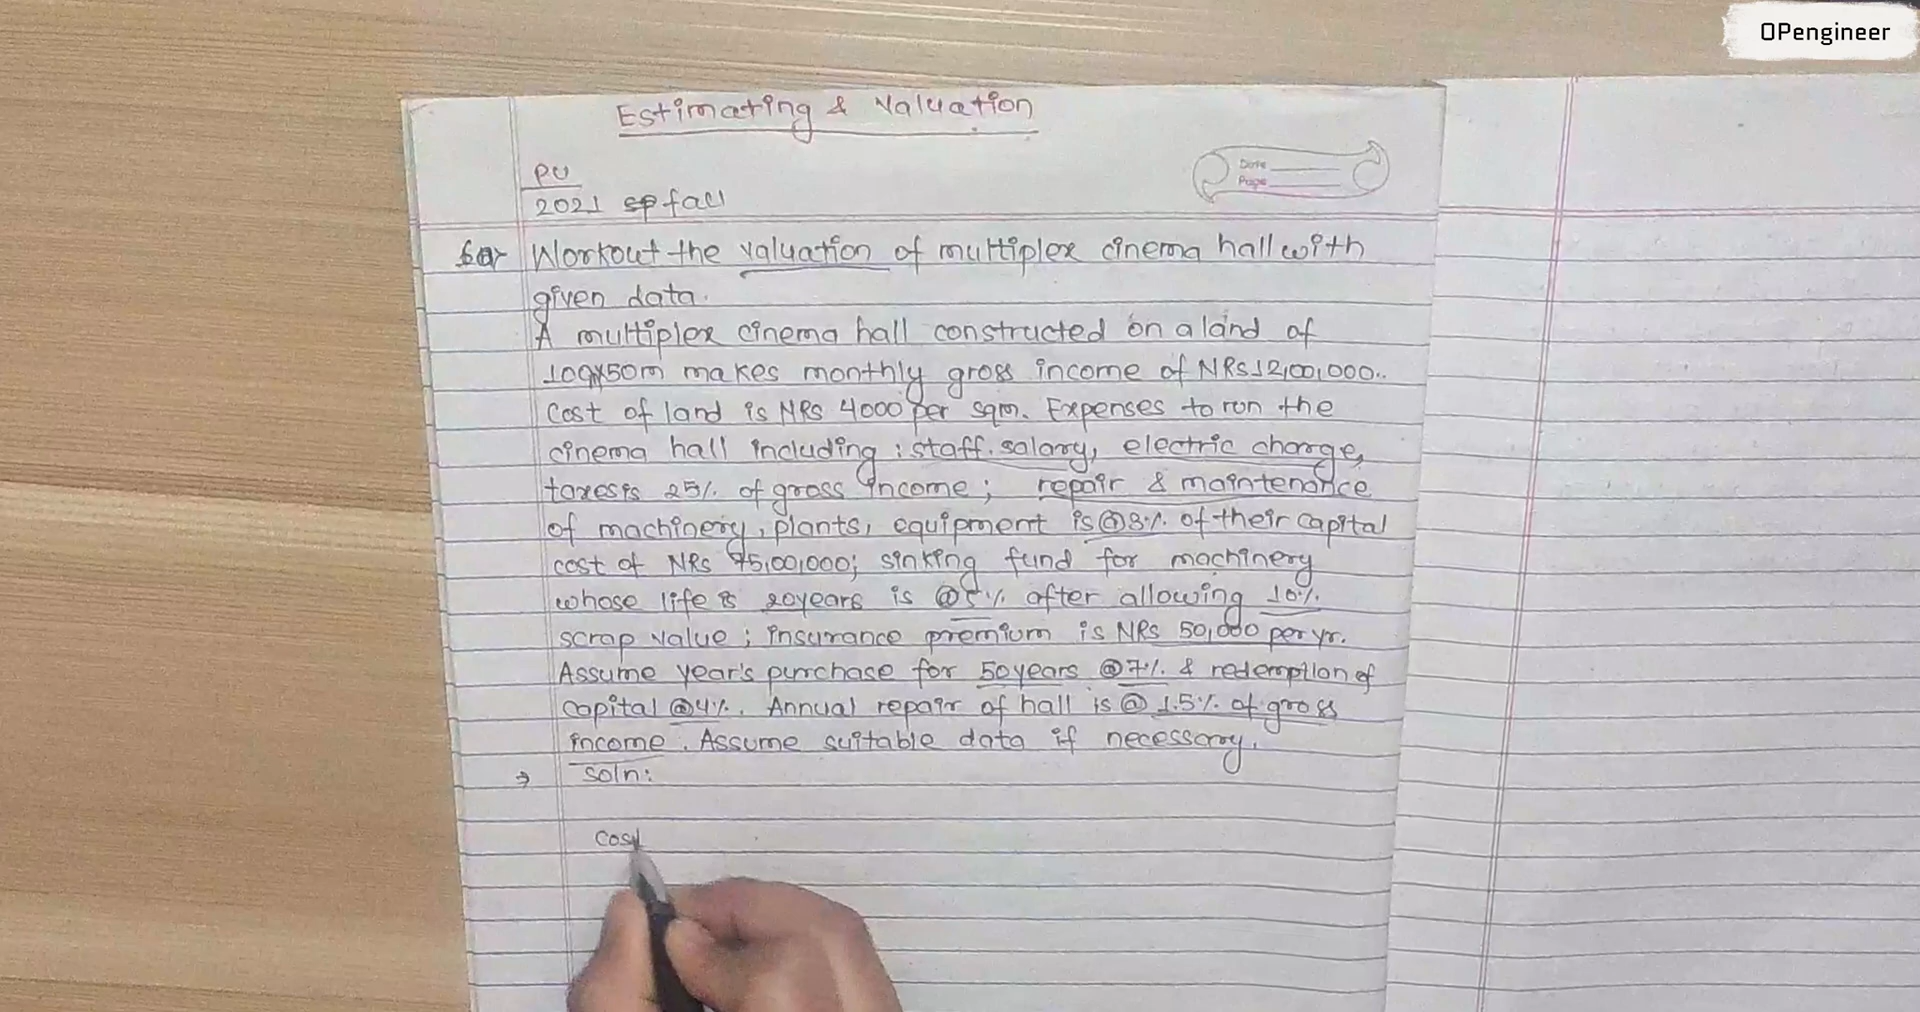 OPengineer
Estimating & Valuation
Date
Page
PU
2021 fall
6a> Workout the valuation of multiplex cinema hall with
given data.
A multiplex cinema hall constructed on a land of
100x50m makes monthly gross income of NRs 12,00,000.
Cost of land is NRs 4000 per sqm. Expenses to run the
cinema hall including : staff salary, electric charge,
taxes is 25% of gross income; repair & maintenance
of machinery, plants, equipment is @ 8% of their capital
cost of NRs 75,00,000; sinking fund for machinery
whose life is 20years is @5% after allowing 10%
scrap value; insurance premium is NRs 50,000 per yr.
Assume year's purchase for 50years @7% & redemption of
capital @4%. Annual repair of hall is @ 1.5% of gross
income. Assume suitable data if necessary.
→ Soln:
cost